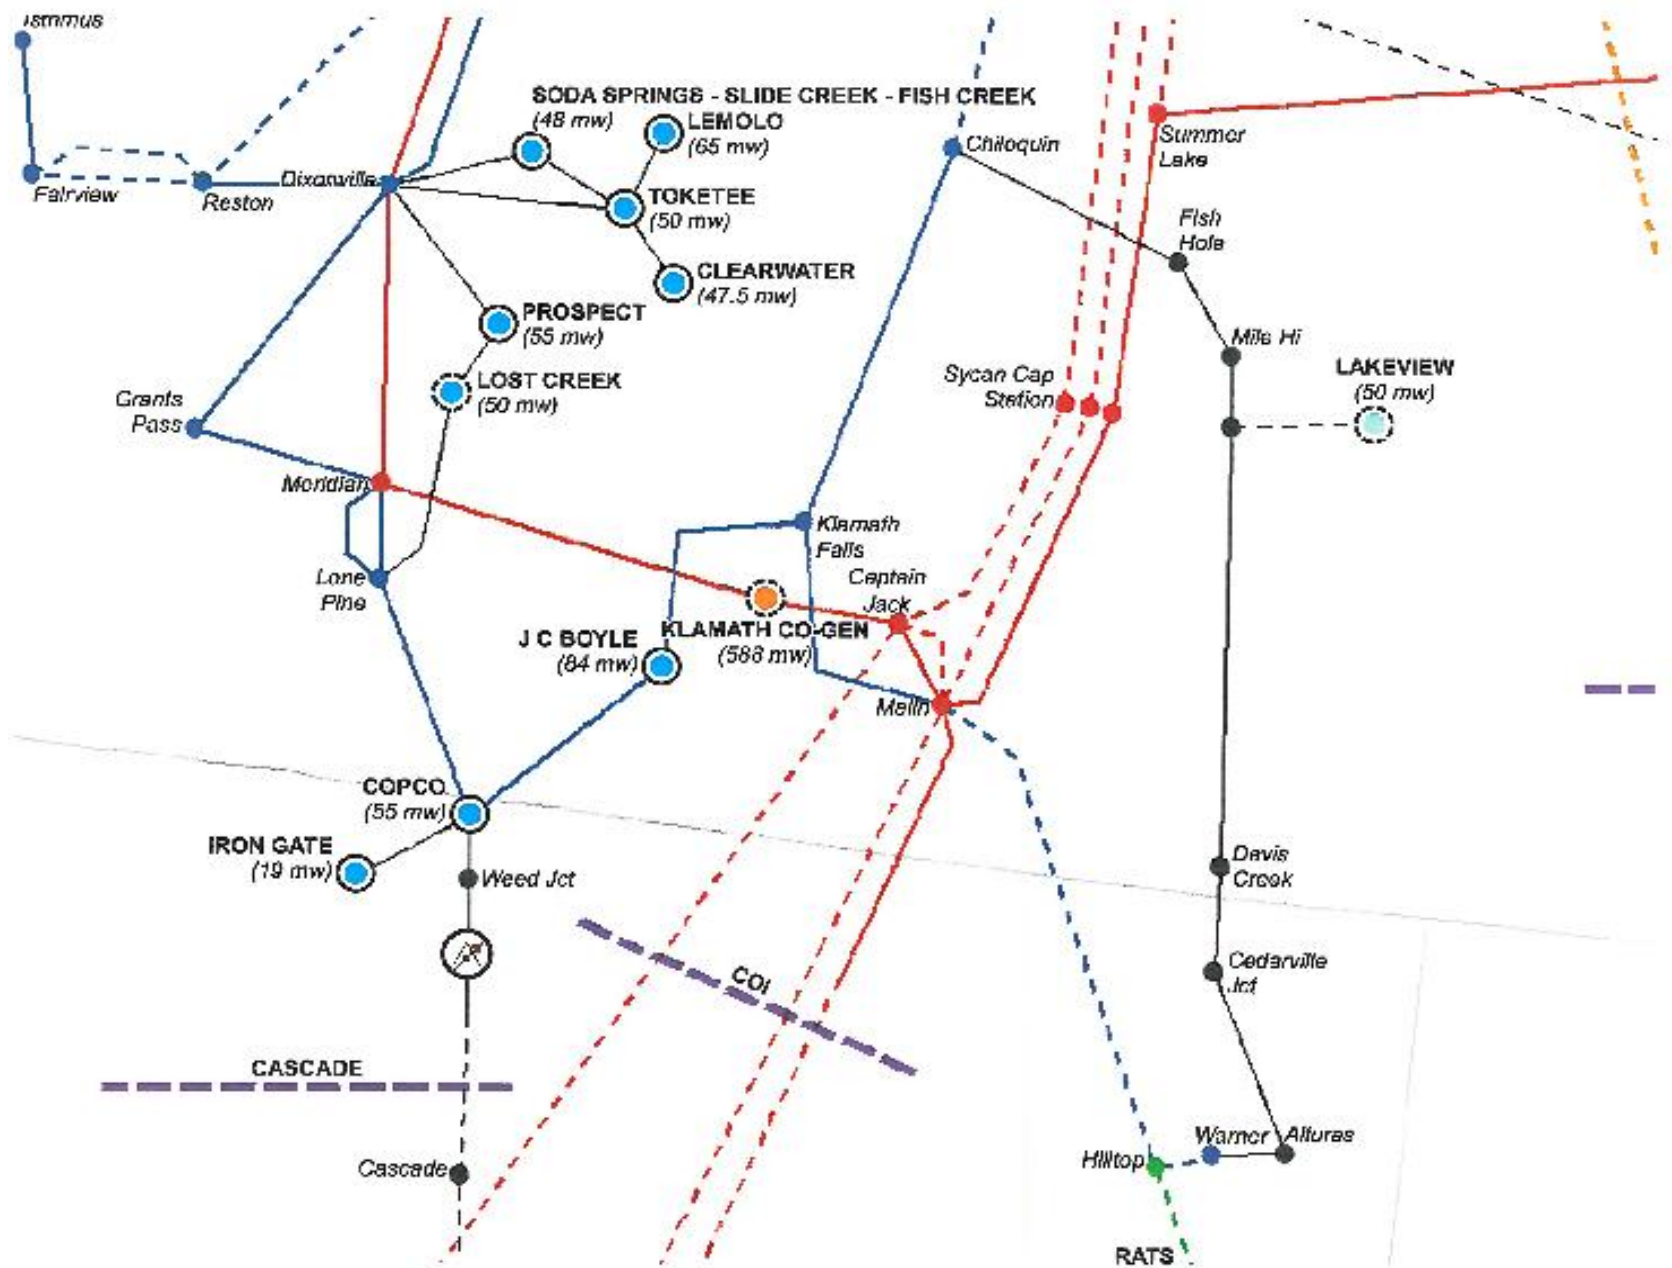 Isthmus
SODA SPRINGS - SLIDE CREEK - FISH CREEK
(48 mw)
LEMOLO
(65 mw)
Chiloquin
Summer
Lake
Fairview
Reston
Dixonville
TOKETEE
(50 mw)
Fish
Hole
CLEARWATER
(47.5 mw)
PROSPECT
(55 mw)
Mile Hi
LAKEVIEW
(50 mw)
LOST CREEK
(50 mw)
Sycan Cap
Station
Grants
Pass
Meridian
Klamath
Falls
Lone
Pine
Captain
Jack
J C BOYLE
(84 mw)
KLAMATH CO-GEN
(588 mw)
Malin
COPCO
(55 mw)
IRON GATE
(19 mw)
Weed Jct
Davis
Creek
Cedarville
Jct
COI
CASCADE
Cascade
Hilltop
Warner
Alturas
RATS